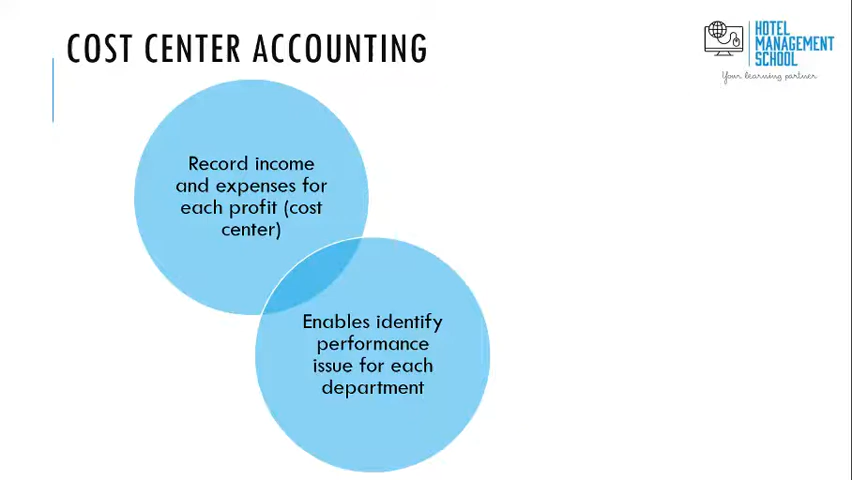 COST CENTER ACCOUNTING
HOTEL
MANAGEMENT
SCHOOL
Your learning partner
Record income
and expenses for
each profit (cost
center)
Enables identify
performance
issue for each
department